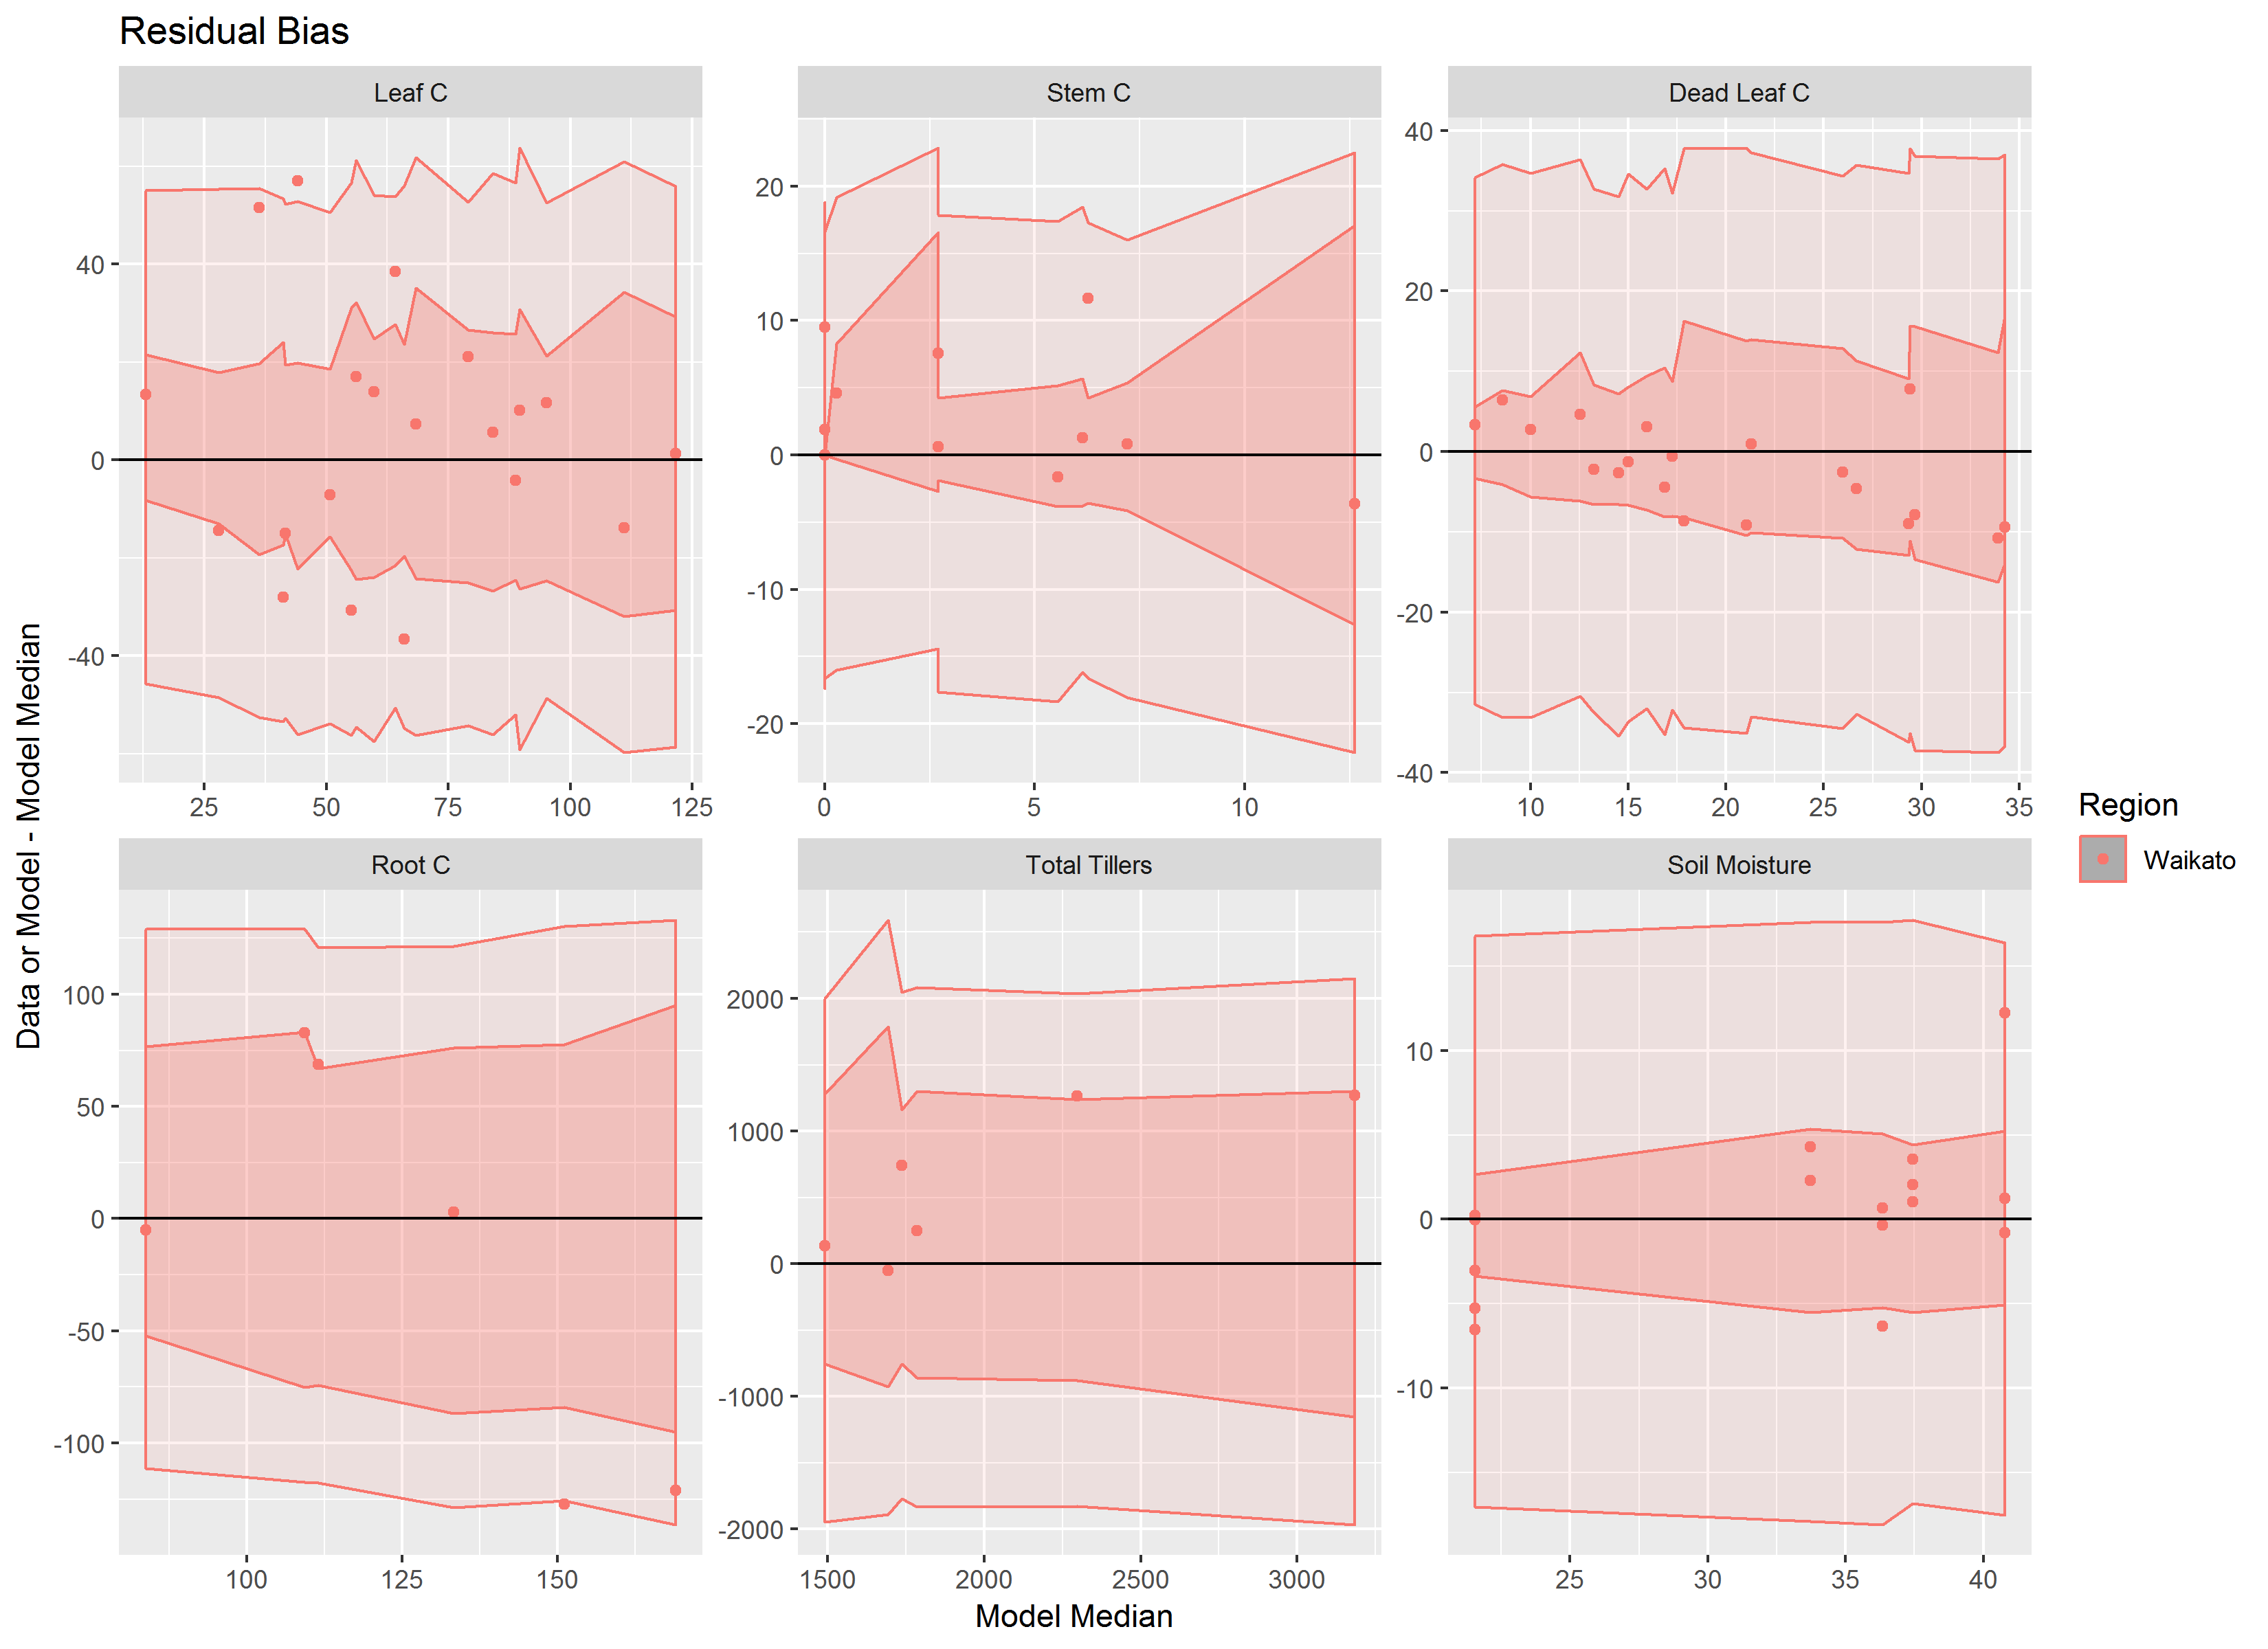 Residual Bias
Leaf C
Stem C
Dead Leaf C
40
0
-40
20
10
0
-10
-20
40
20
0
-20
-40
25 50 75 100 125
0 5 10
10 15 20 25 30 35
Root C
Total Tillers
Soil Moisture
100
50
0
-50
-100
2000
1000
0
-1000
-2000
10
0
-10
100 125 150
1500 2000 2500 3000
25 30 35 40
Data or Model - Model Median
Model Median
Region
Waikato